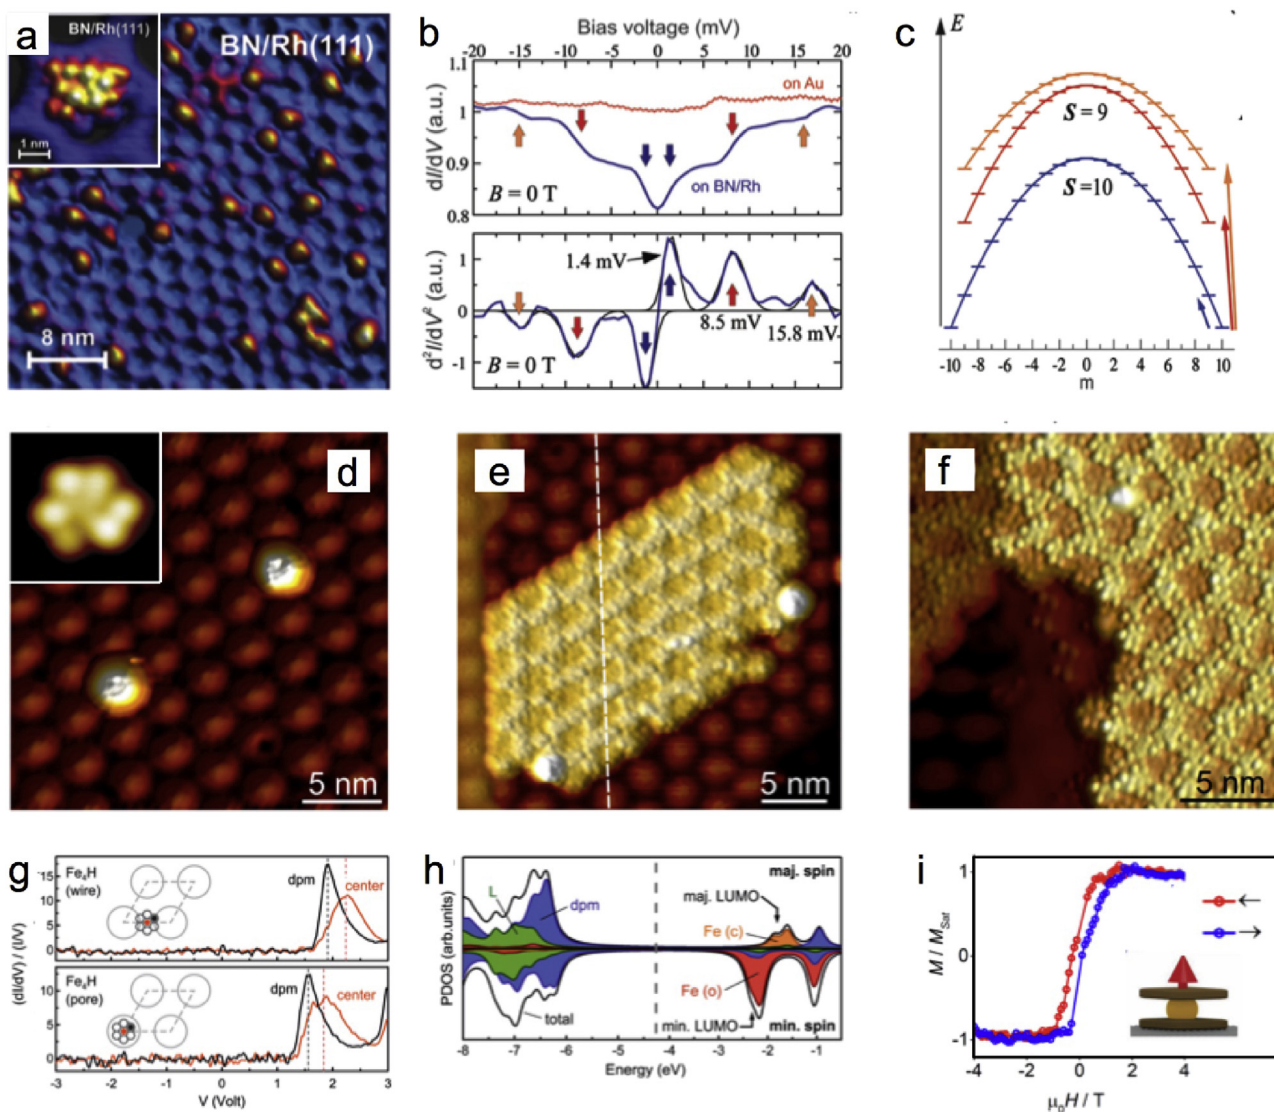 a
BN/Rh(111)
BN/Rh(111)
1 nm
8 nm
b
Bias voltage (mV)
-20 -15 -10 -5 0 5 10 15 20
1.1
1
0.9
0.8
dI/dV (a.u.)
on Au
on BN/Rh
B = 0 T
1
0
-1
d²I/dV² (a.u.)
1.4 mV
8.5 mV
15.8 mV
B = 0 T
c
E
S = 9
S = 10
-10 -8 -6 -4 -2 0 2 4 6 8 10
m
d
5 nm
e
5 nm
f
5 nm
g
Fe₄H
(wire)
dpm
center
15
10
5
0
(dI/dV) / (I/V)
Fe₄H
(pore)
dpm
center
10
5
0
-3 -2 -1 0 1 2 3
V (Volt)
h
L
dpm
maj. spin
maj. LUMO
Fe (c)
Fe (o)
total
min. LUMO
min. spin
PDOS (arb.units)
-8 -7 -6 -5 -4 -3 -2 -1
Energy (eV)
i
1
0
-1
M / M_Sat
←
→
-4 -2 0 2 4
μ₀H / T